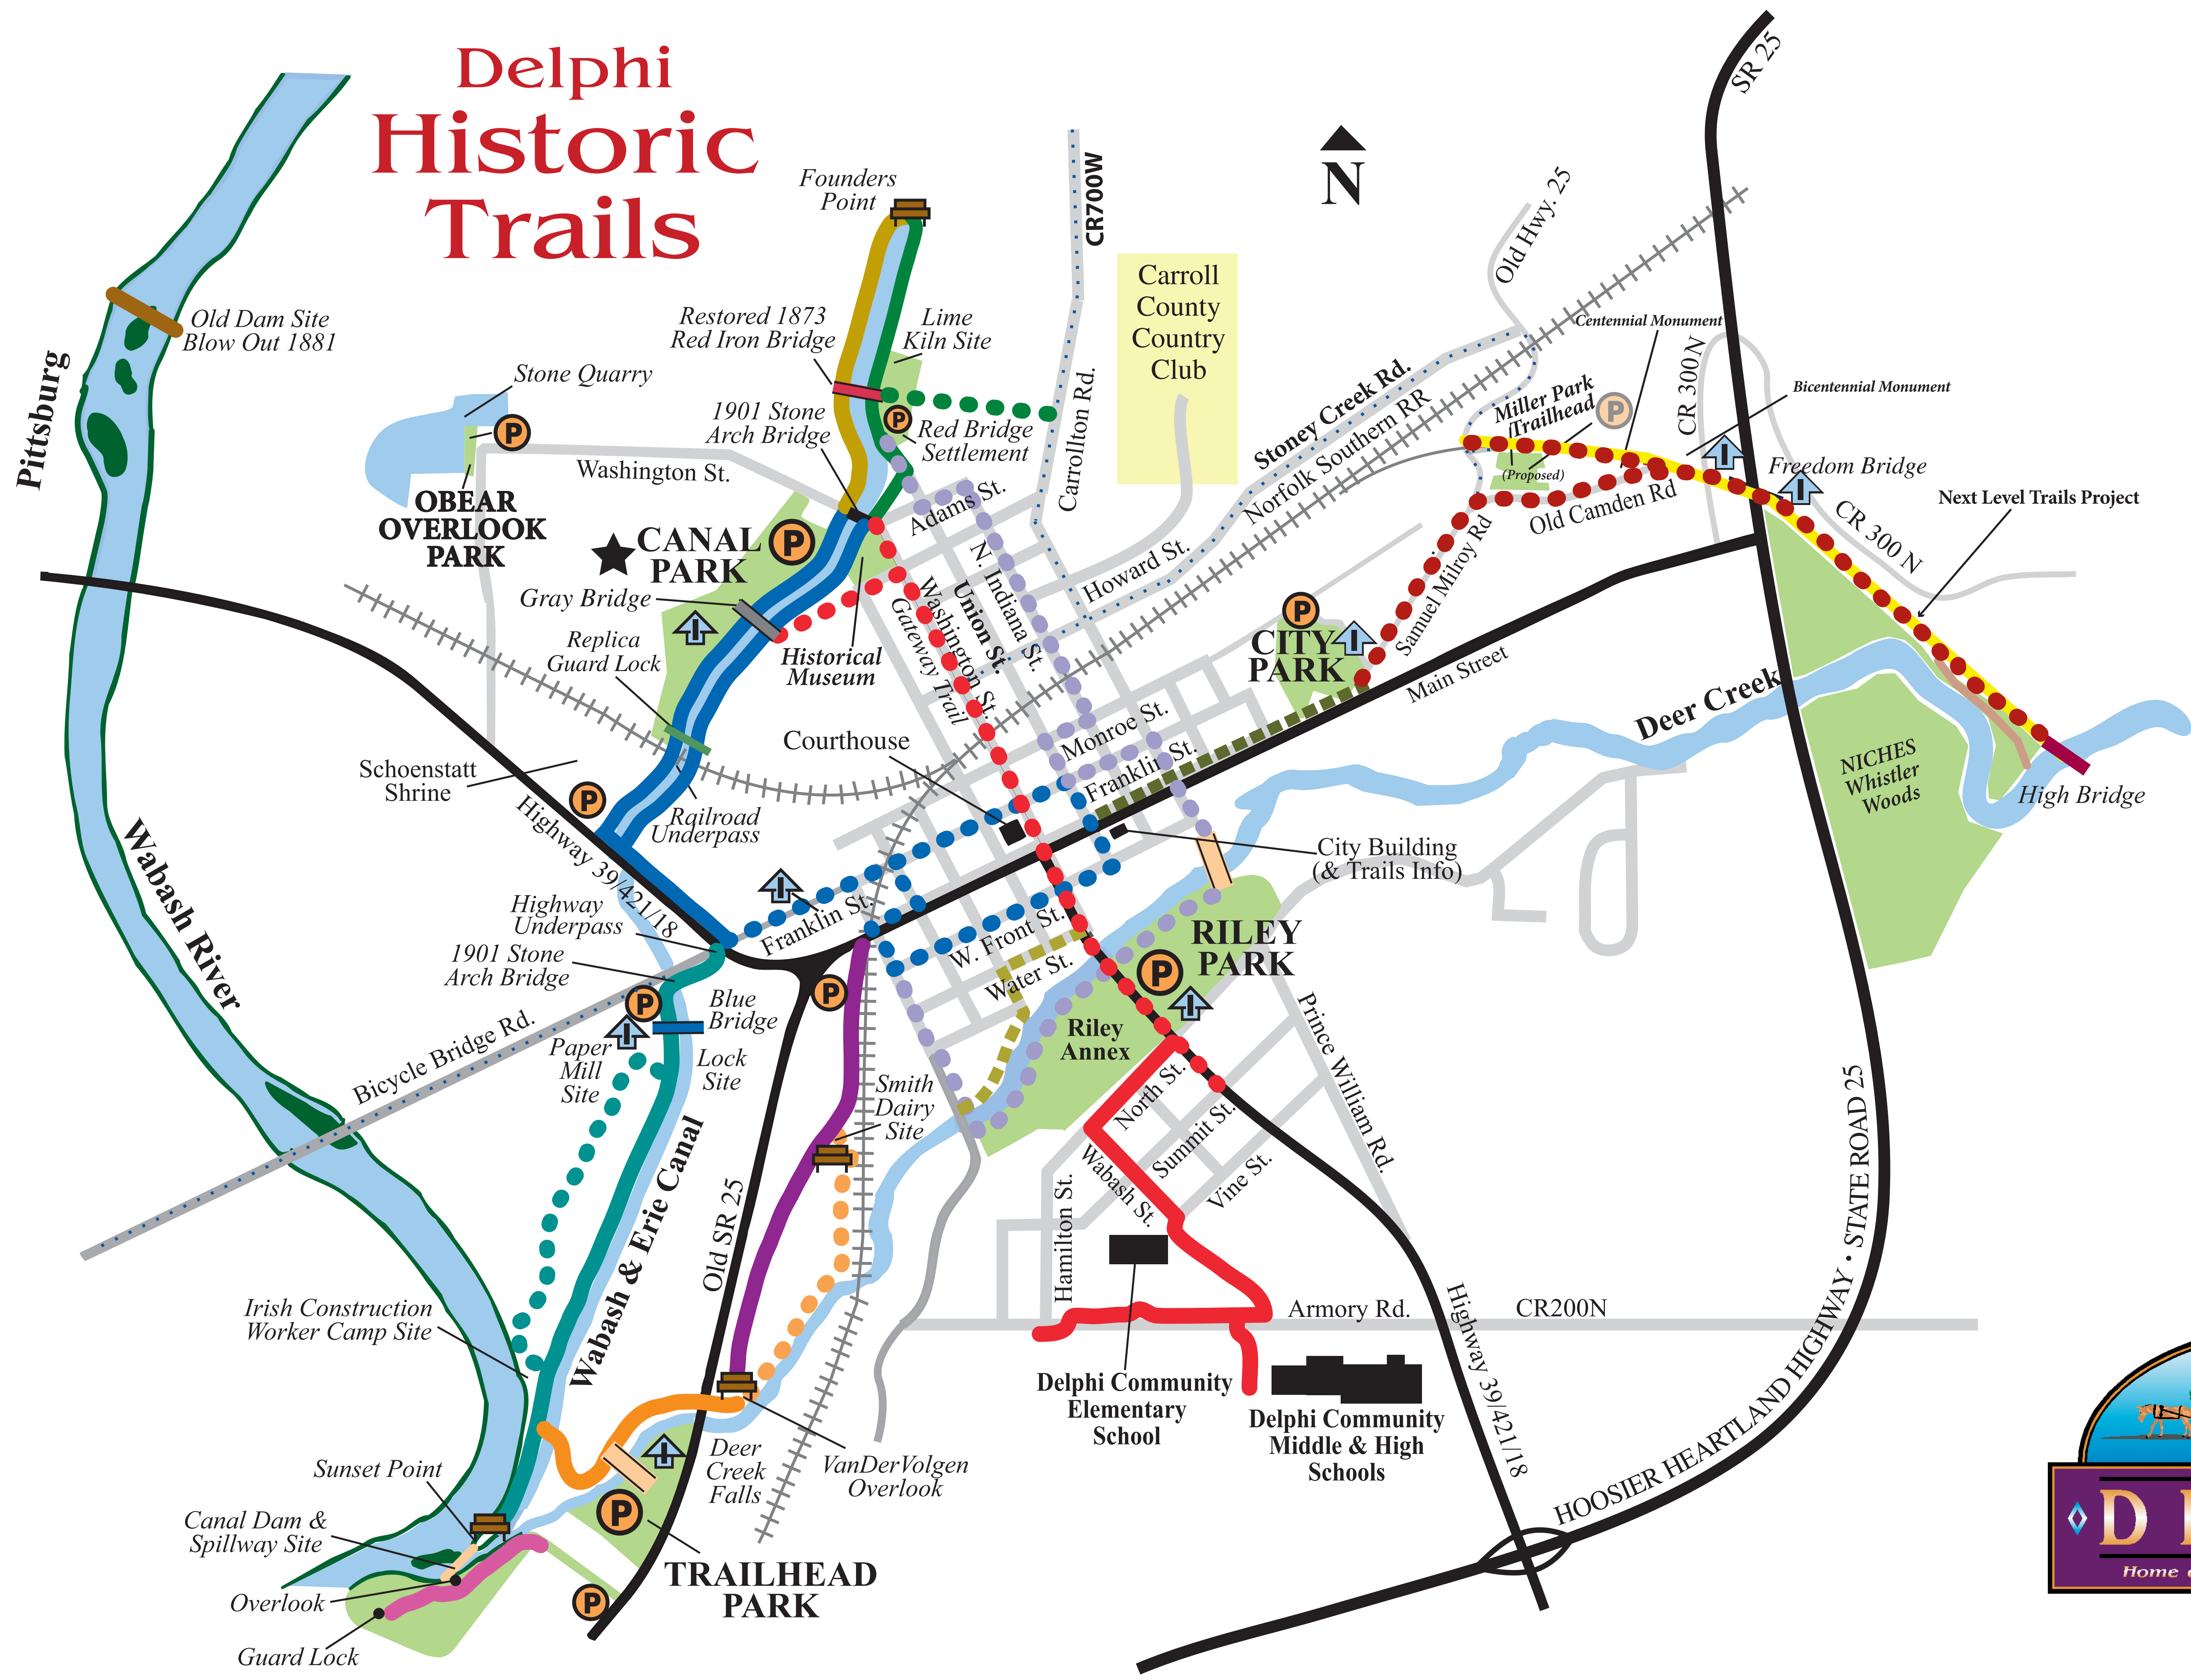 Delphi
Historic
Trails
SR 25
Founders
Point
CR700W
N
Old Hwy. 25
Carroll
County
Country
Club
Old Dam Site
Blow Out 1881
Restored 1873
Red Iron Bridge
Lime
Kiln Site
Centennial Monument
CR 300N
Pittsburg
Stone Quarry
Stoney Creek Rd.
Norfolk Southern RR
Miller Park
Trailhead
P
(Proposed)
Bicentennial Monument
1901 Stone
Arch Bridge
P
Red Bridge
Settlement
Carrollton Rd.
P
Washington St.
I
Freedom Bridge
I
Next Level Trails Project
OBEAR
OVERLOOK
PARK
Adams St.
Old Camden Rd
CR 300 N
CANAL
PARK
P
N. Indiana St.
Howard St.
Samuel Milroy Rd
Gray Bridge
Union St.
Washington St.
Gateway Trail
P
CITY
PARK
I
I
Replica
Guard Lock
Historical
Museum
Main Street
Deer Creek
Monroe St.
Franklin St.
Courthouse
NICHES
Whistler
Woods
High Bridge
Schoenstatt
Shrine
P
Railroad
Underpass
Highway 39/421/18
City Building
(& Trails Info)
Wabash River
I
Franklin St.
Highway
Underpass
W. Front St.
RILEY
PARK
1901 Stone
Arch Bridge
Water St.
P
P
P
I
Blue
Bridge
I
Bicycle Bridge Rd.
Paper
Mill
Site
Lock
Site
Riley
Annex
Prince William Rd.
Smith
Dairy
Site
North St.
Summit St.
Vine St.
Wabash St.
Hamilton St.
Wabash & Erie Canal
Old SR 25
Irish Construction
Worker Camp Site
Armory Rd.
CR200N
Highway 39/421/18
HOOSIER HEARTLAND HIGHWAY • STATE ROAD 25
Delphi Community
Elementary
School
Delphi Community
Middle & High
Schools
Sunset Point
I
Deer
Creek
Falls
VanDerVolgen
Overlook
Canal Dam &
Spillway Site
P
TRAILHEAD
PARK
Overlook
P
Guard Lock
D
Home